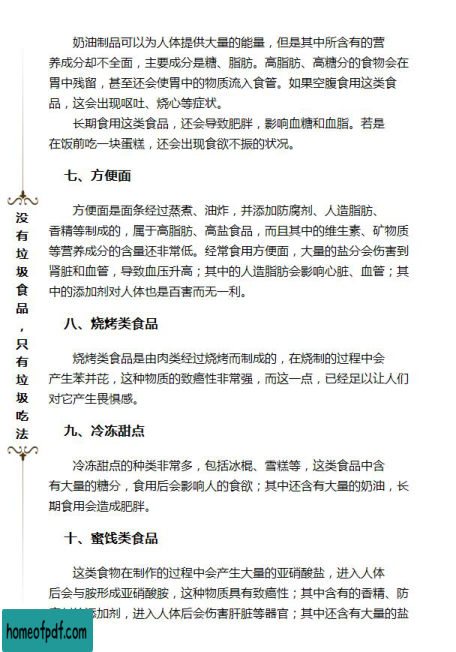 奶油制品可以为人体提供大量的能量，但是其中所含有的营
养成分却不全面，主要成分是糖、脂肪。高脂肪、高糖分的食物会在
胃中残留，甚至还会使胃中的物质流入食管。如果空腹食用这类食
品，这会出现呕吐、烧心等症状。
长期食用这类食品，还会导致肥胖，影响血糖和血脂。若是
在饭前吃一块蛋糕，还会出现食欲不振的状况。
七、方便面
方便面是面条经过蒸煮、油炸，并添加防腐剂、人造脂肪、
香精等制成的，属于高脂肪、高盐食品，而且其中的维生素、矿物质
等营养成分的含量还非常低。经常食用方便面，大量的盐分会伤害到
肾脏和血管，导致血压升高；其中的人造脂肪会影响心脏、血管；其
中的添加剂对人体也是百害而无一利。
八、烧烤类食品
烧烤类食品是由肉类经过烧烤而制成的，在烧制的过程中会
产生苯并芘，这种物质的致癌性非常强，而这一点，已经足以让人们
对它产生畏惧感。
九、冷冻甜点
冷冻甜点的种类非常多，包括冰棍、雪糕等，这类食品中含
有大量的糖分，食用后会影响人的食欲；其中还含有大量的奶油，长
期食用会造成肥胖。
十、蜜饯类食品
这类食物在制作的过程中会产生大量的亚硝酸盐，进入人体
后会与胺形成亚硝酸胺，这种物质具有致癌性；其中含有的香精、防
添加剂，进入人体后会伤害肝脏等器官；其中还含有大量的盐
没有垃圾食品，只有垃圾吃法
homeofpdf.com